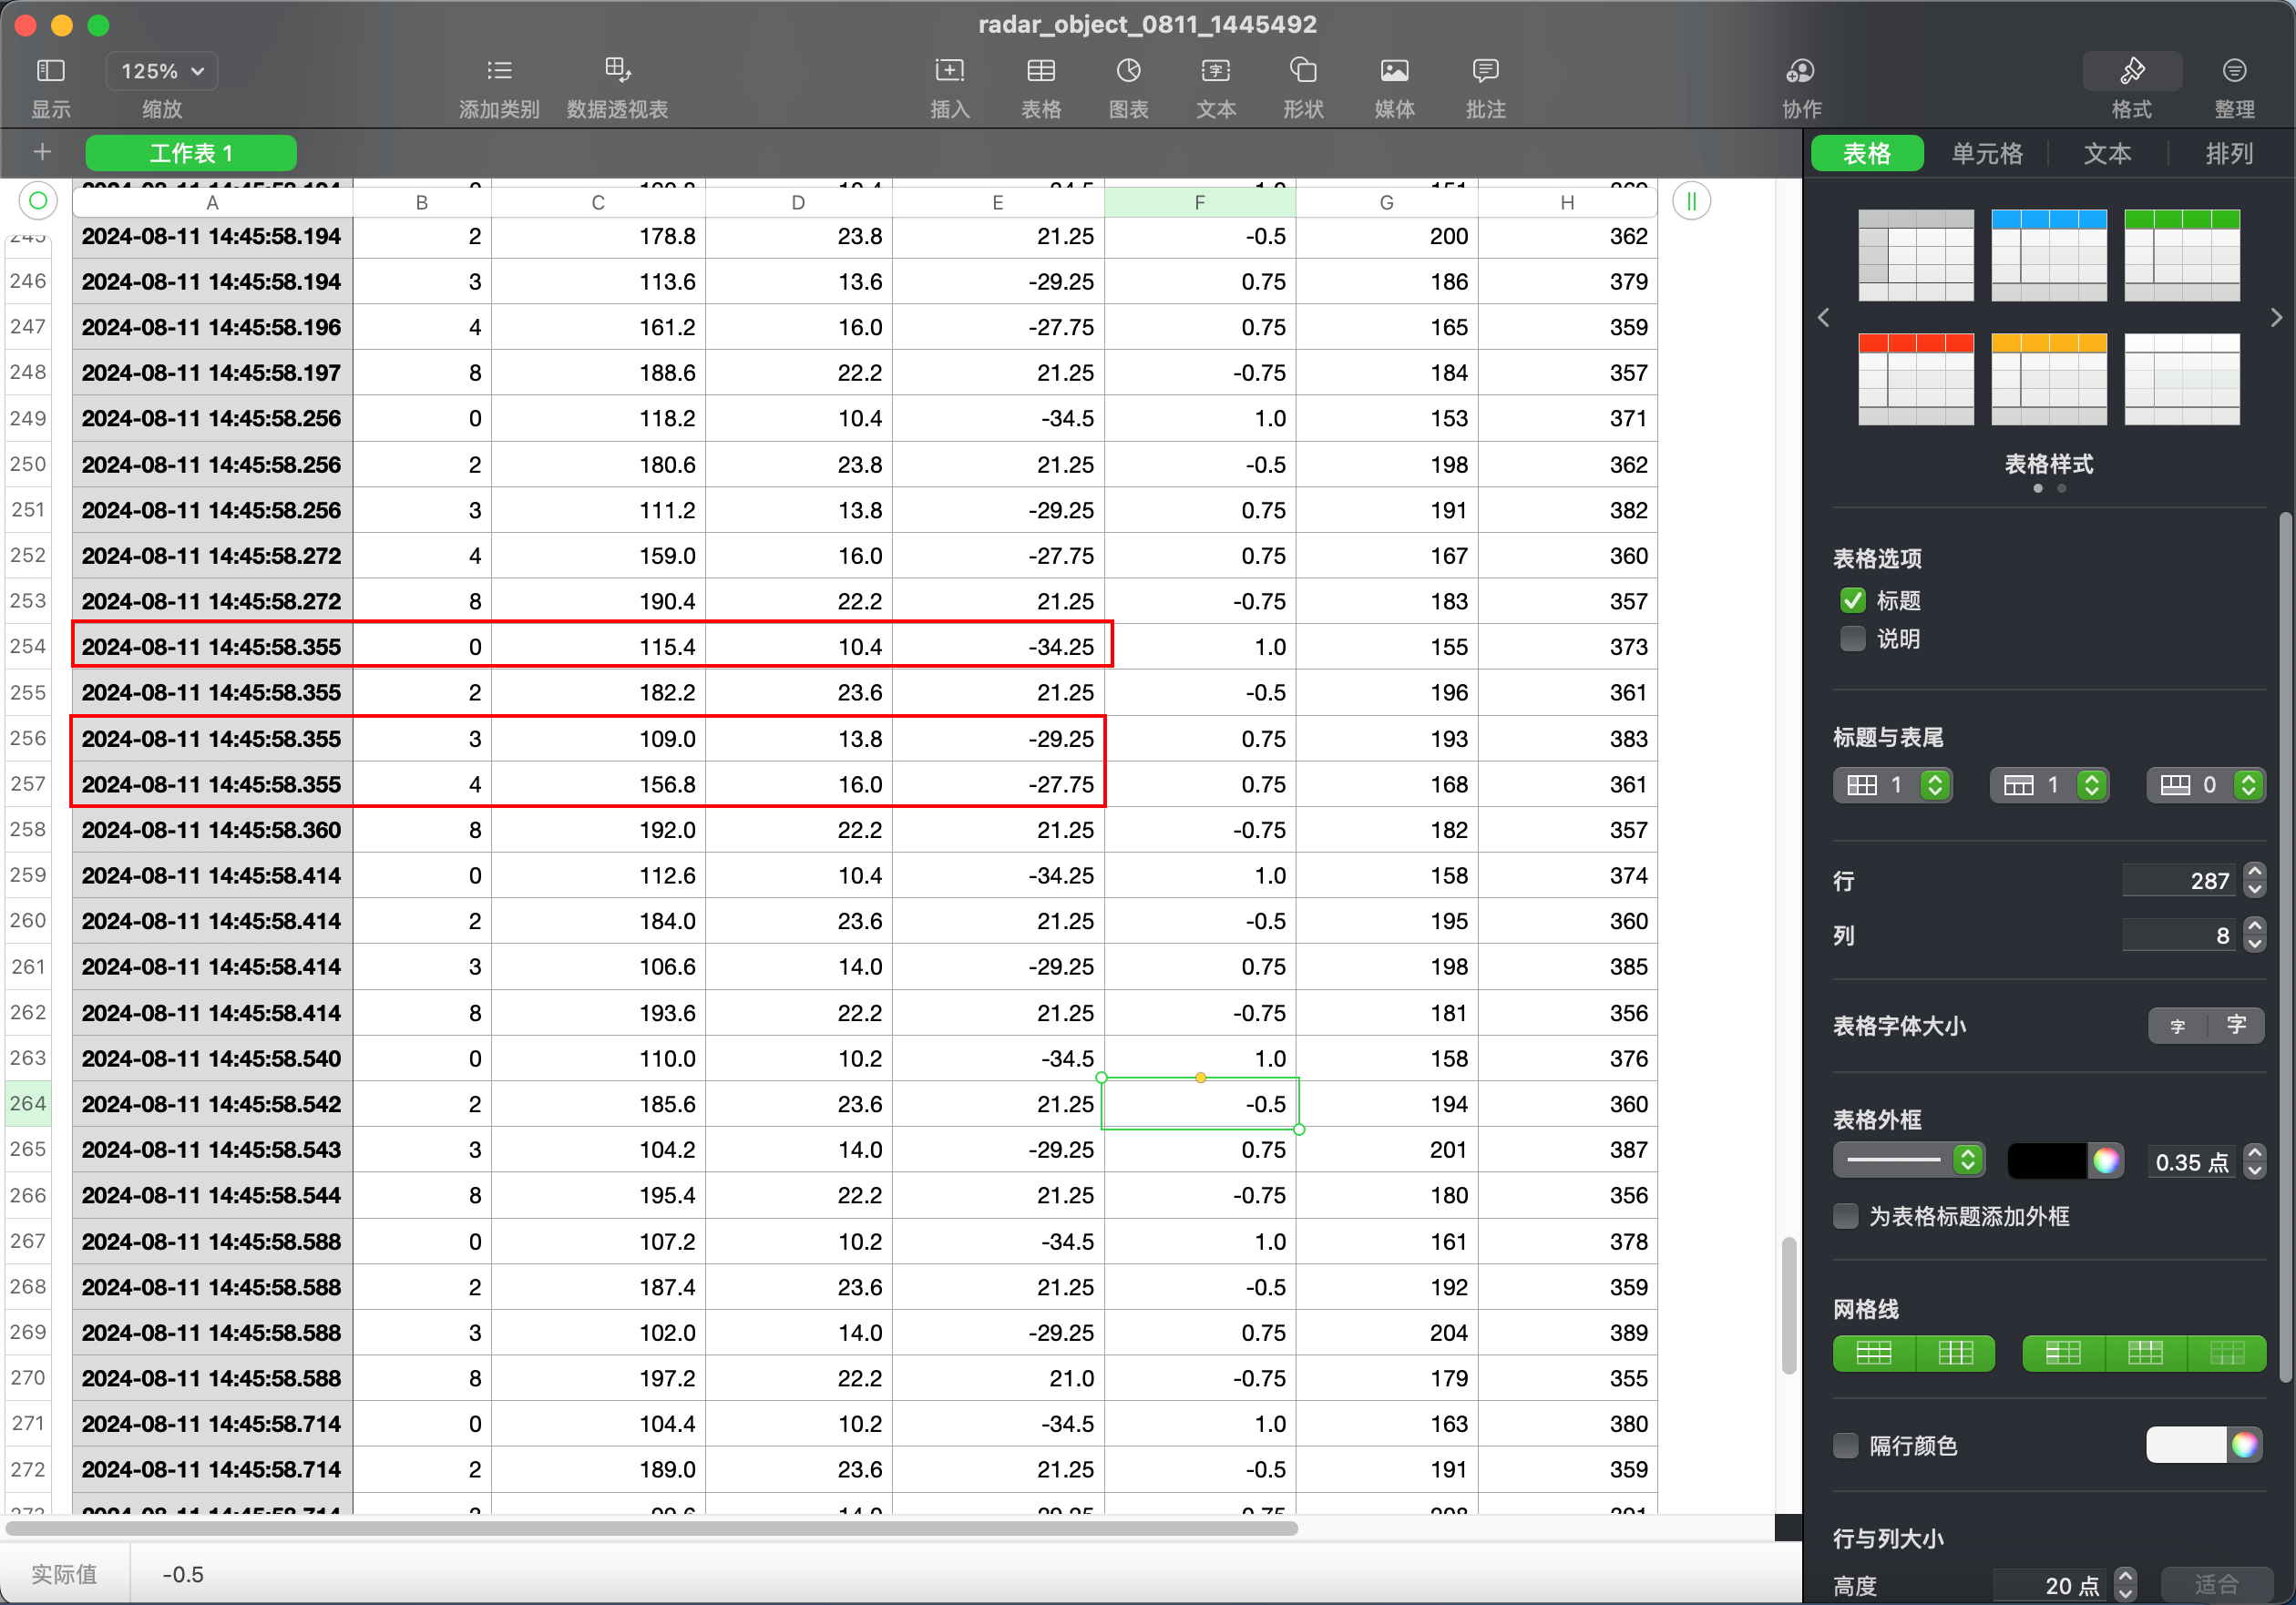 radar_object_0811_1445492
125%
显示 缩放 添加类别 数据透视表 插入 表格 图表 文本 形状 媒体 批注 协作 格式 整理
工作表 1
表格 单元格 文本 排列
A B C D E F G H
245 2024-08-11 14:45:58.194 2 178.8 23.8 21.25 -0.5 200 362
246 2024-08-11 14:45:58.194 3 113.6 13.6 -29.25 0.75 186 379
247 2024-08-11 14:45:58.196 4 161.2 16.0 -27.75 0.75 165 359
248 2024-08-11 14:45:58.197 8 188.6 22.2 21.25 -0.75 184 357
249 2024-08-11 14:45:58.256 0 118.2 10.4 -34.5 1.0 153 371
250 2024-08-11 14:45:58.256 2 180.6 23.8 21.25 -0.5 198 362
251 2024-08-11 14:45:58.256 3 111.2 13.8 -29.25 0.75 191 382
252 2024-08-11 14:45:58.272 4 159.0 16.0 -27.75 0.75 167 360
253 2024-08-11 14:45:58.272 8 190.4 22.2 21.25 -0.75 183 357
254 2024-08-11 14:45:58.355 0 115.4 10.4 -34.25 1.0 155 373
255 2024-08-11 14:45:58.355 2 182.2 23.6 21.25 -0.5 196 361
256 2024-08-11 14:45:58.355 3 109.0 13.8 -29.25 0.75 193 383
257 2024-08-11 14:45:58.355 4 156.8 16.0 -27.75 0.75 168 361
258 2024-08-11 14:45:58.360 8 192.0 22.2 21.25 -0.75 182 357
259 2024-08-11 14:45:58.414 0 112.6 10.4 -34.25 1.0 158 374
260 2024-08-11 14:45:58.414 2 184.0 23.6 21.25 -0.5 195 360
261 2024-08-11 14:45:58.414 3 106.6 14.0 -29.25 0.75 198 385
262 2024-08-11 14:45:58.414 8 193.6 22.2 21.25 -0.75 181 356
263 2024-08-11 14:45:58.540 0 110.0 10.2 -34.5 1.0 158 376
264 2024-08-11 14:45:58.542 2 185.6 23.6 21.25 -0.5 194 360
265 2024-08-11 14:45:58.543 3 104.2 14.0 -29.25 0.75 201 387
266 2024-08-11 14:45:58.544 8 195.4 22.2 21.25 -0.75 180 356
267 2024-08-11 14:45:58.588 0 107.2 10.2 -34.5 1.0 161 378
268 2024-08-11 14:45:58.588 2 187.4 23.6 21.25 -0.5 192 359
269 2024-08-11 14:45:58.588 3 102.0 14.0 -29.25 0.75 204 389
270 2024-08-11 14:45:58.588 8 197.2 22.2 21.0 -0.75 179 355
271 2024-08-11 14:45:58.714 0 104.4 10.2 -34.5 1.0 163 380
272 2024-08-11 14:45:58.714 2 189.0 23.6 21.25 -0.5 191 359
实际值 -0.5
表格样式
表格选项
标题
说明
标题与表尾
1 1 0
行 287
列 8
表格字体大小 字 字
表格外框
0.35 点
为表格标题添加外框
网格线
隔行颜色
行与列大小
高度 20 点 适合